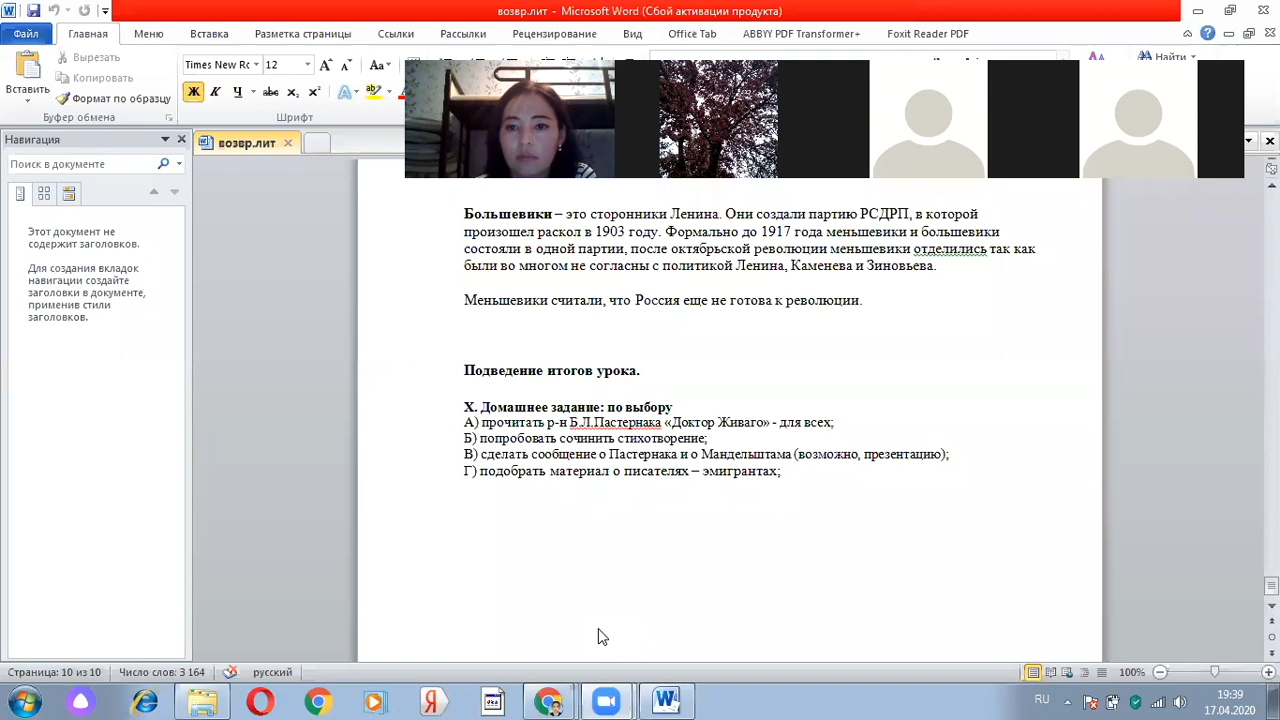 возвр.лит - Microsoft Word (Сбой активации продукта)
Файл Главная Меню Вставка Разметка страницы Ссылки Рассылки Рецензирование Вид Office Tab ABBYY PDF Transformer+ Foxit Reader PDF
Вставить
Вырезать
Копировать
Формат по образцу
Буфер обмена
Times New Ro 12
Ж К Ч abc x₂ x² A ab
Шрифт
Найти
Навигация
возвр.лит
Поиск в документе
Этот документ не
содержит заголовков.
Для создания вкладок
навигации создайте
заголовки в документе,
применив стили
заголовков.
Большевики – это сторонники Ленина. Они создали партию РСДРП, в которой
произошел раскол в 1903 году. Формально до 1917 года меньшевики и большевики
состояли в одной партии, после октябрьской революции меньшевики отделились так как
были во многом не согласны с политикой Ленина, Каменева и Зиновьева.
Меньшевики считали, что Россия еще не готова к революции.
Подведение итогов урока.
X. Домашнее задание: по выбору
А) прочитать р-н Б.Л.Пастернака «Доктор Живаго» - для всех;
Б) попробовать сочинить стихотворение;
В) сделать сообщение о Пастернака и о Мандельштама (возможно, презентацию);
Г) подобрать материал о писателях – эмигрантах;
Страница: 10 из 10 Число слов: 3 164 русский 100%
RU
19:39
17.04.2020